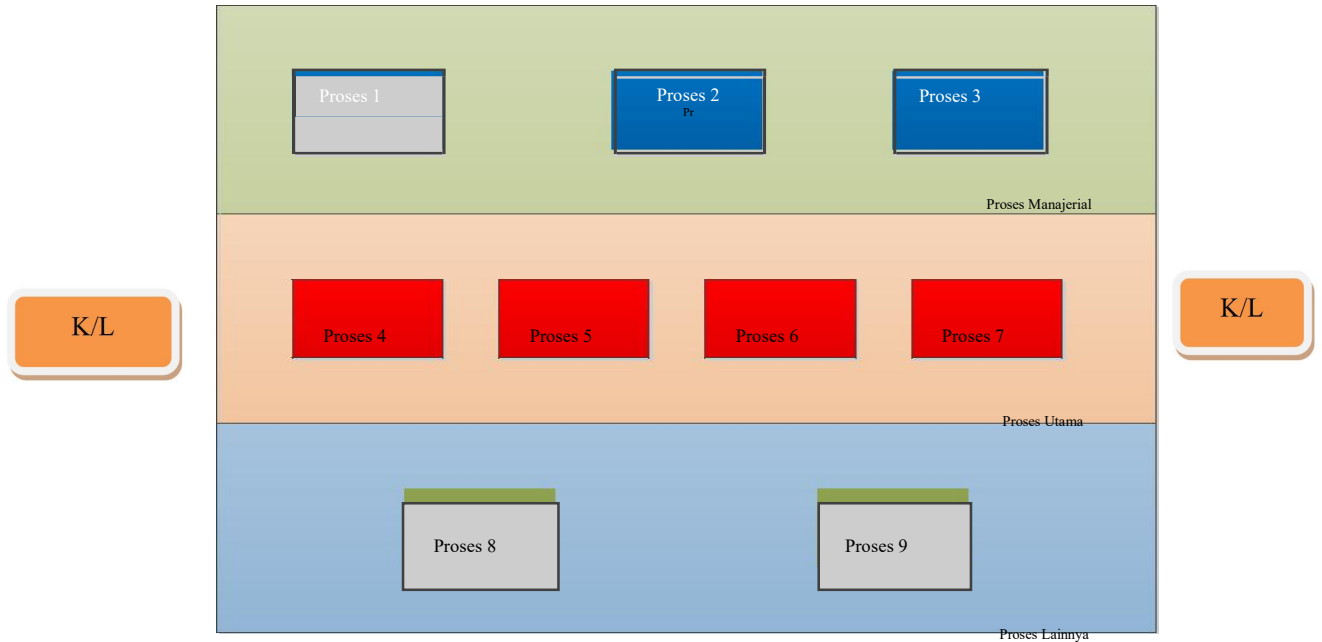 Proses 1
Proses 2
Pr
Proses 3
Proses Manajerial
K/L
Proses 4
Proses 5
Proses 6
Proses 7
K/L
Proses Utama
Proses 8
Proses 9
Proses Lainnya